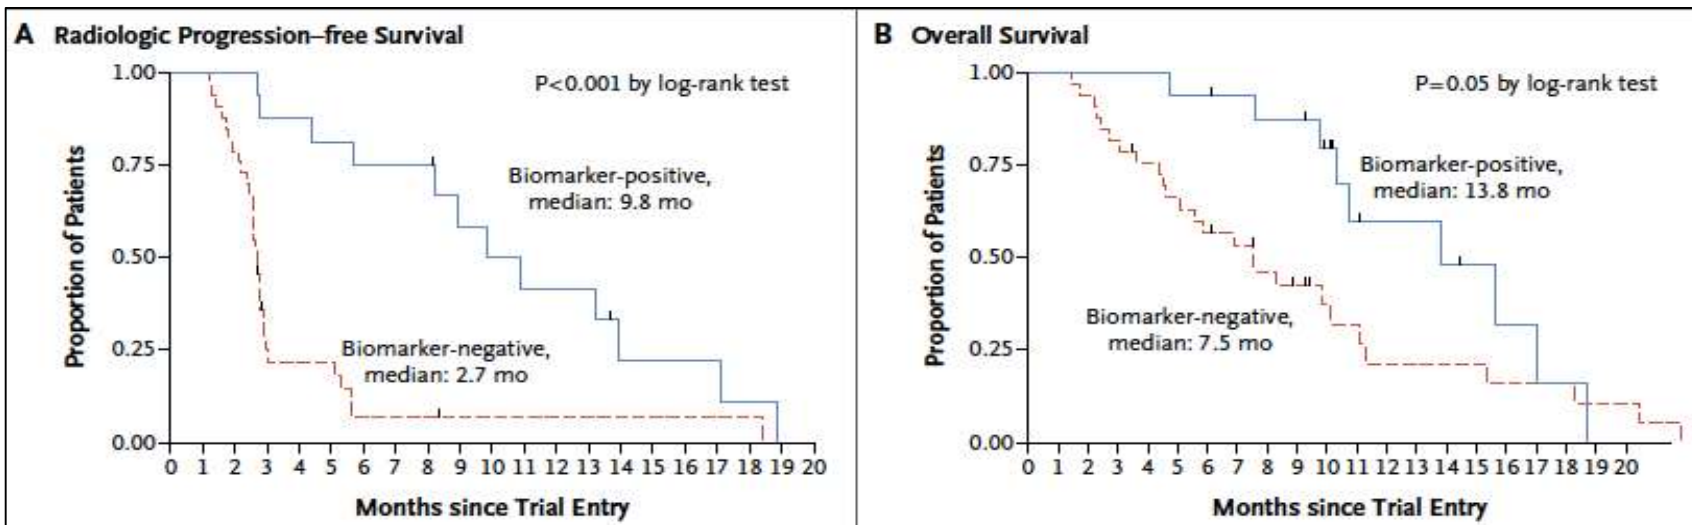 A Radiologic Progression–free Survival
1.00
0.75
0.50
0.25
0.00
Proportion of Patients
P<0.001 by log-rank test
Biomarker-positive,
median: 9.8 mo
Biomarker-negative,
median: 2.7 mo
0 1 2 3 4 5 6 7 8 9 10 11 12 13 14 15 16 17 18 19 20
Months since Trial Entry
B Overall Survival
1.00
0.75
0.50
0.25
0.00
Proportion of Patients
P=0.05 by log-rank test
Biomarker-positive,
median: 13.8 mo
Biomarker-negative,
median: 7.5 mo
0 1 2 3 4 5 6 7 8 9 10 11 12 13 14 15 16 17 18 19 20
Months since Trial Entry